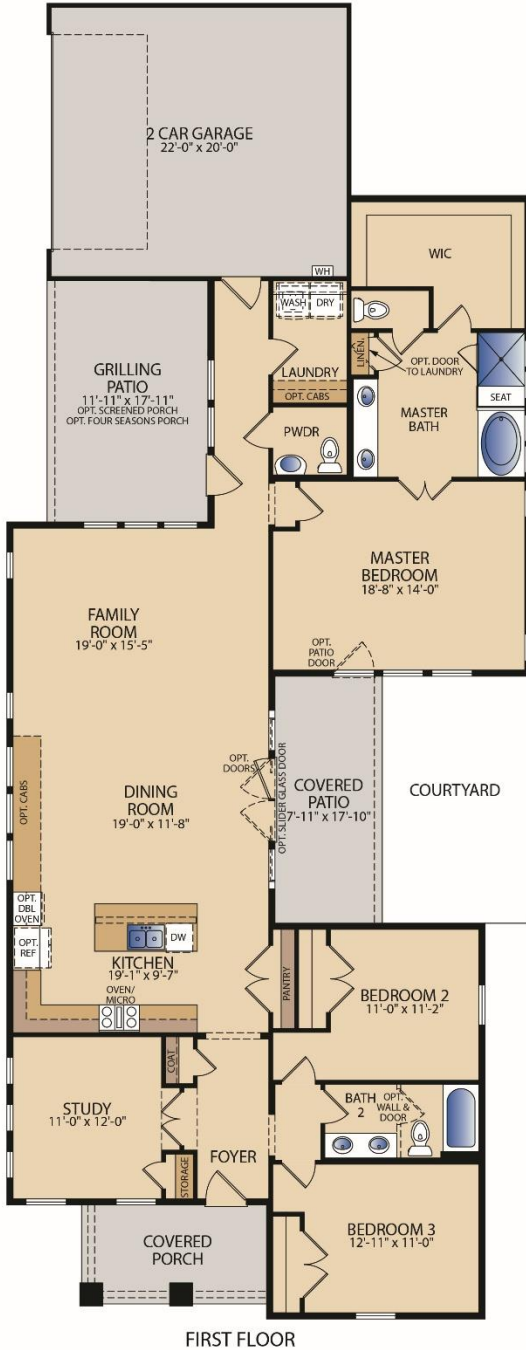 2 CAR GARAGE
22'-0" x 20'-0"
WH
WIC
WASH
DRY
LINEN
OPT. DOOR
TO LAUNDRY
GRILLING
PATIO
11'-11" x 17'-11"
OPT. SCREENED PORCH
OPT. FOUR SEASONS PORCH
LAUNDRY
OPT. CABS
SEAT
MASTER
BATH
PWDR
MASTER
BEDROOM
18'-8" x 14'-0"
FAMILY
ROOM
19'-0" x 15'-5"
OPT.
PATIO
DOOR
OPT.
DOORS
OPT. SLIDER GLASS DOOR
COVERED
PATIO
7'-11" x 17'-10"
COURTYARD
OPT. CABS
DINING
ROOM
19'-0" x 11'-8"
OPT.
DBL
OVEN
OPT.
REF
DW
KITCHEN
19'-1" x 9'-7"
OVEN/
MICRO
PANTRY
BEDROOM 2
11'-0" x 11'-2"
COAT
STUDY
11'-0" x 12'-0"
BATH
2
OPT.
WALL &
DOOR
FOYER
STORAGE
COVERED
PORCH
BEDROOM 3
12'-11" x 11'-0"
FIRST FLOOR